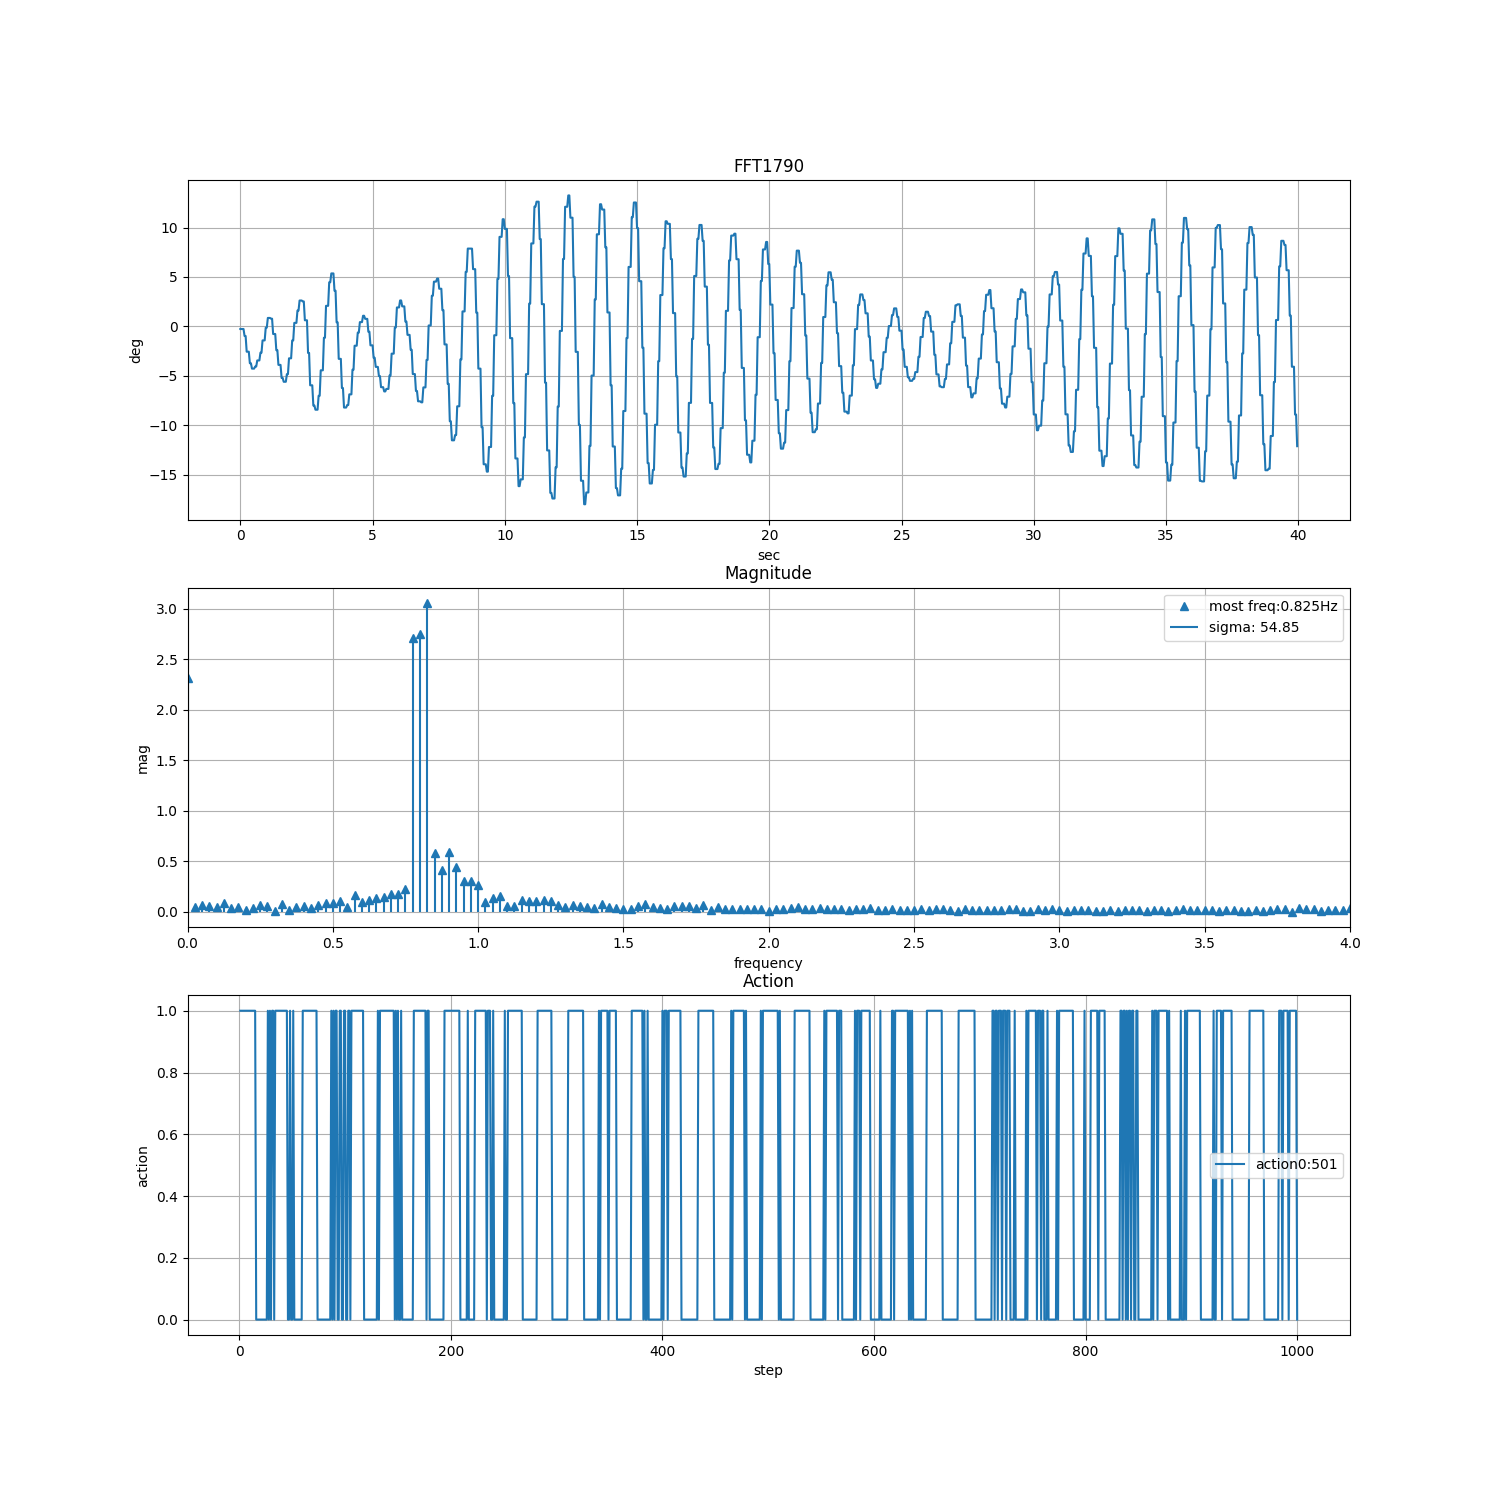 FFT1790
deg
10
5
0
−5
−10
−15
0 5 10 15 20 25 30 35 40
sec
Magnitude
mag
3.0
2.5
2.0
1.5
1.0
0.5
0.0
most freq:0.825Hz
sigma: 54.85
0.0 0.5 1.0 1.5 2.0 2.5 3.0 3.5 4.0
frequency
Action
action
1.0
0.8
0.6
0.4
0.2
0.0
action0:501
0 200 400 600 800 1000
step